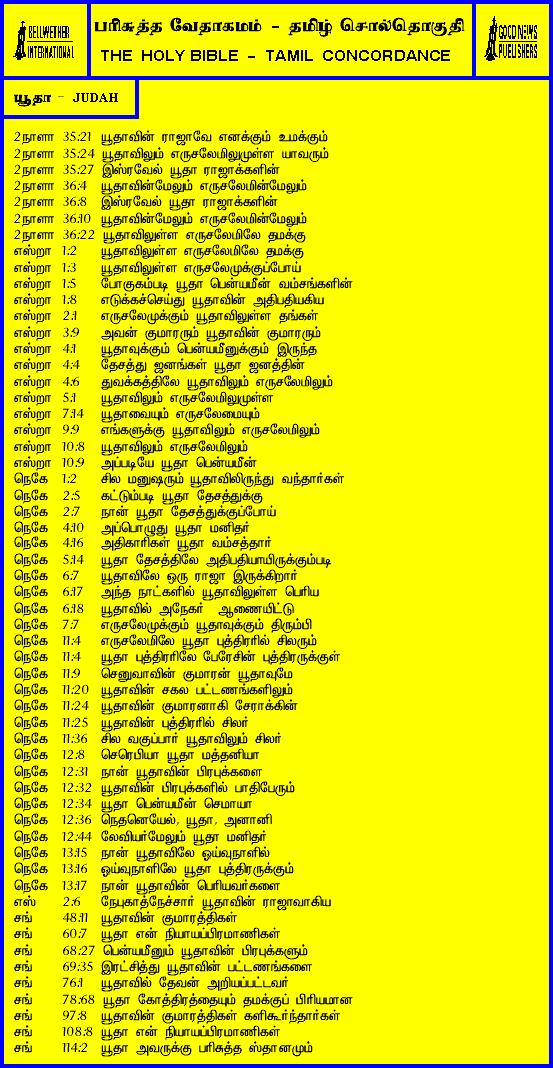 BELLWETHER
INTERNATIONAL
பரிசுத்த வேதாகமம் - தமிழ் சொல்தொகுதி
THE HOLY BIBLE - TAMIL CONCORDANCE
GOOD NEWS
PUBLISHERS
யூதா - JUDAH
2நாளா 35:21 யூதாவின் ராஜாவே எனக்கும் உமக்கும்
2நாளா 35:24 யூதாவிலும் எருசலேமிலுமுள்ள யாவரும்
2நாளா 35:27 இஸ்ரவேல் யூதா ராஜாக்களின்
2நாளா 36:4 யூதாவின்மேலும் எருசலேமின்மேலும்
2நாளா 36:8 இஸ்ரவேல் யூதா ராஜாக்களின்
2நாளா 36:10 யூதாவின்மேலும் எருசலேமின்மேலும்
2நாளா 36:22 யூதாவிலுள்ள எருசலேமிலே தமக்கு
எஸ்றா 1:2 யூதாவிலுள்ள எருசலேமிலே தமக்கு
எஸ்றா 1:3 யூதாவிலுள்ள எருசலேமுக்குப்போய்
எஸ்றா 1:5 போகும்படி யூதா பென்யமீன் வம்சங்களின்
எஸ்றா 1:8 எடுக்கச்செய்து யூதாவின் அதிபதியகிய
எஸ்றா 2:1 எருசலேமுக்கும் யூதாவிலுள்ள தங்கள்
எஸ்றா 3:9 அவன் குமாரரும் யூதாவின் குமாரரும்
எஸ்றா 4:1 யூதாவுக்கும் பென்யமீனுக்கும் இருந்த
எஸ்றா 4:4 தேசத்து ஜனங்கள் யூதா ஜனத்தின்
எஸ்றா 4:6 துவக்கத்திலே யூதாவிலும் எருசலேமிலும்
எஸ்றா 5:1 யூதாவிலும் எருசலேமிலுமுள்ள
எஸ்றா 7:14 யூதாவையும் எருசலேமையும்
எஸ்றா 9:9 எங்களுக்கு யூதாவிலும் எருசலேமிலும்
எஸ்றா 10:8 யூதாவிலும் எருசலேமிலும்
எஸ்றா 10:9 அப்படியே யூதா பென்யமீன்
நெகே 1:2 சில மனுஷரும் யூதாவிலிருந்து வந்தார்கள்
நெகே 2:5 கட்டும்படி யூதா தேசத்துக்கு
நெகே 2:7 நான் யூதா தேசத்துக்குப்போய்
நெகே 4:10 அப்பொழுது யூதா மனிதர்
நெகே 4:16 அதிகாரிகள் யூதா வம்சத்தார்
நெகே 5:14 யூதா தேசத்திலே அதிபதியாயிருக்கும்படி
நெகே 6:7 யூதாவிலே ஒரு ராஜா இருக்கிறார்
நெகே 6:17 அந்த நாட்களில் யூதாவிலுள்ள பெரிய
நெகே 6:18 யூதாவில் அநேகர் ஆணையிட்டு
நெகே 7:7 எருசலேமுக்கும் யூதாவுக்கும் திரும்பி
நெகே 11:4 எருசலேமிலே யூதா புத்திரரில் சிலரும்
நெகே 11:4 யூதா புத்திரரிலே பேரேசின் புத்திரருக்குள்
நெகே 11:9 செனுவாவின் குமாரன் யூதாவுமே
நெகே 11:20 யூதாவின் சகல பட்டணங்களிலும்
நெகே 11:24 யூதாவின் குமாரனாகி சேராக்கின்
நெகே 11:25 யூதாவின் புத்திரரில் சிலர்
நெகே 11:36 சில வகுப்பார் யூதாவிலும் சிலர்
நெகே 12:8 செரெபியா யூதா மத்தனியா
நெகே 12:31 நான் யூதாவின் பிரபுக்களை
நெகே 12:32 யூதாவின் பிரபுக்களில் பாதிபேரும்
நெகே 12:34 யூதா பென்யமீன் செமாயா
நெகே 12:36 நெதனெயேல், யூதா, அனானி
நெகே 12:44 லேவியர்மேலும் யூதா மனிதர்
நெகே 13:15 நான் யூதாவிலே ஓய்வுநாளில்
நெகே 13:16 ஓய்வுநாளிலே யூதா புத்திரருக்கும்
நெகே 13:17 நான் யூதாவின் பெரியவர்களை
எஸ் 2:6 நேபுகாத்நேச்சார் யூதாவின் ராஜாவாகிய
சங் 48:11 யூதாவின் குமாரத்திகள்
சங் 60:7 யூதா என் நியாயப்பிரமாணிகள்
சங் 68:27 பென்யமீனும் யூதாவின் பிரபுக்களும்
சங் 69:35 இரட்சித்து யூதாவின் பட்டணங்களை
சங் 76:1 யூதாவில் தேவன் அறியப்பட்டவர்
சங் 78:68 யூதா கோத்திரத்தையும் தமக்குப் பிரியமான
சங் 97:8 யூதாவின் குமாரத்திகள் களிகூர்ந்தார்கள்
சங் 108:8 யூதா என் நியாயப்பிரமாணிகள்
சங் 114:2 யூதா அவருக்கு பரிசுத்த ஸ்தானமும்